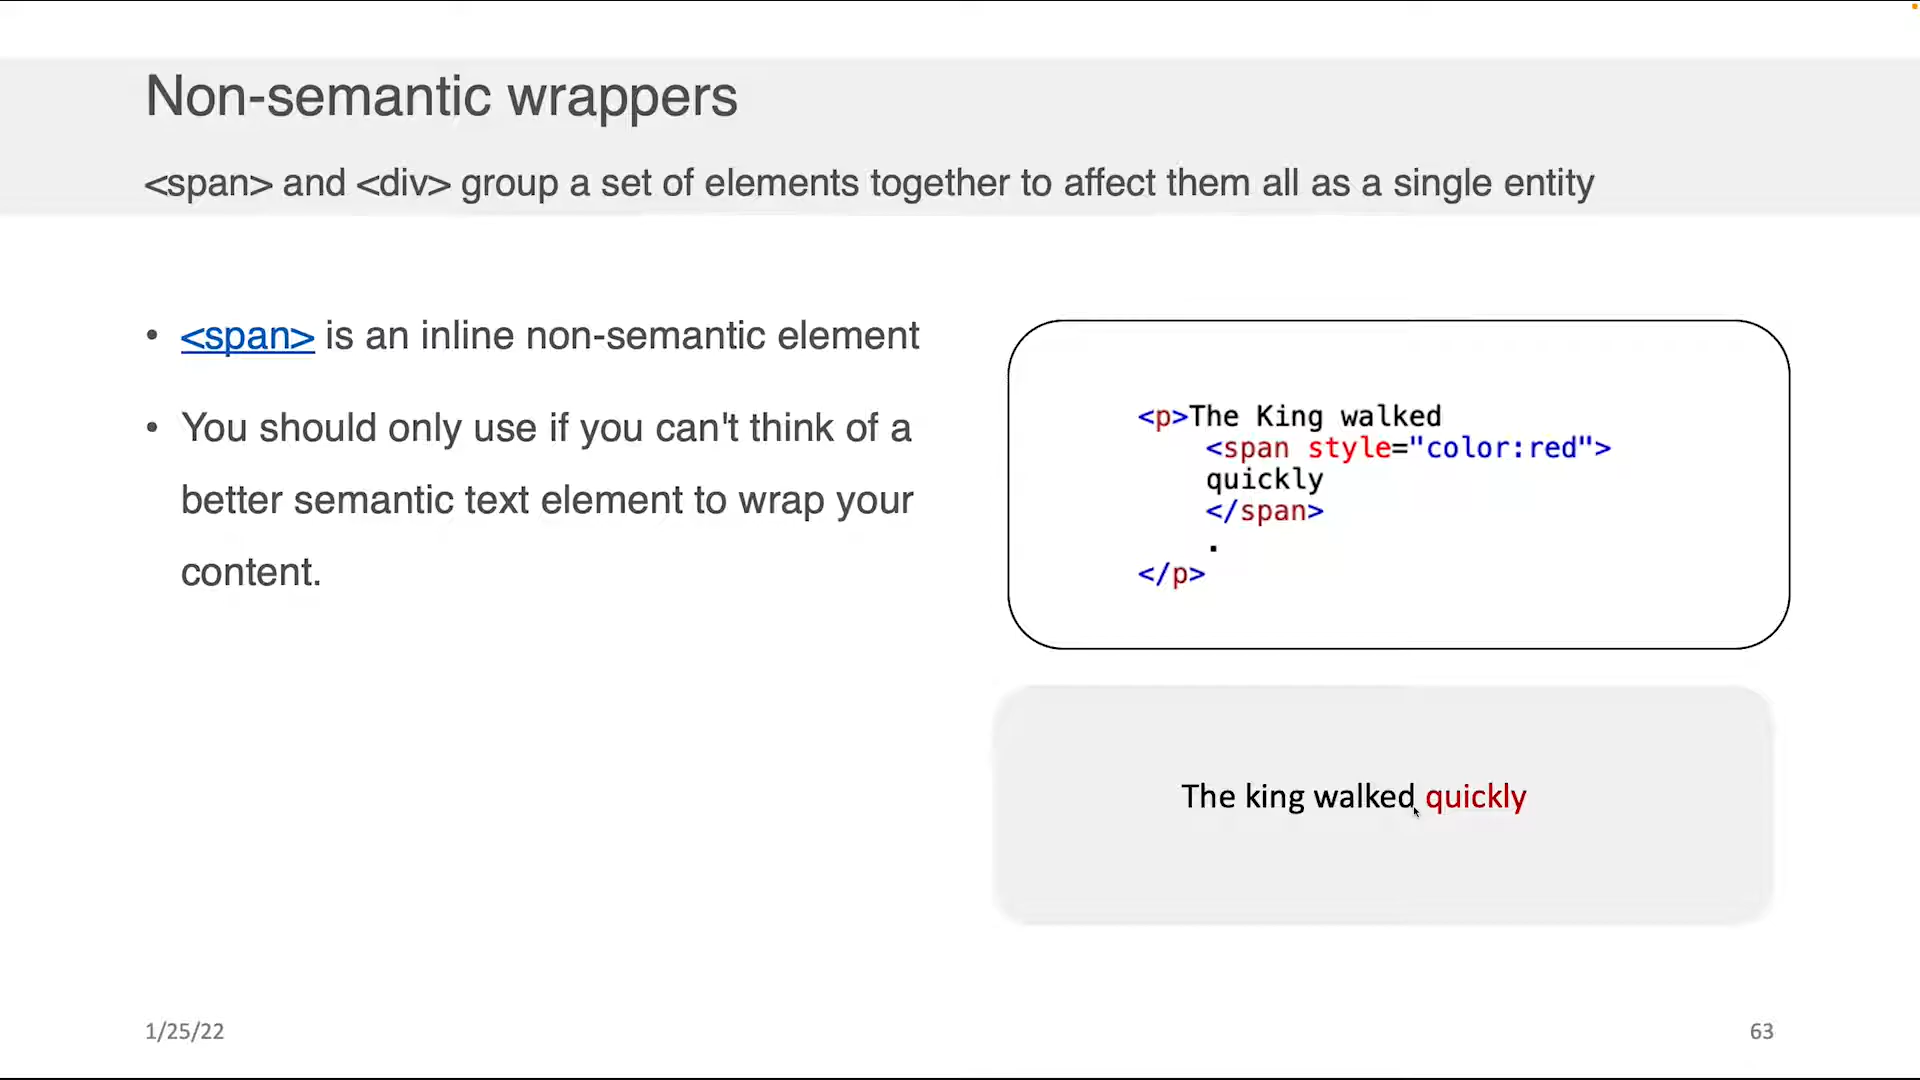 Non-semantic wrappers
<span> and <div> group a set of elements together to affect them all as a single entity
• <span> is an inline non-semantic element
• You should only use if you can't think of a
better semantic text element to wrap your
content.
<p>The King walked
<span style="color:red">
quickly
</span>
.
</p>
The king walked quickly
1/25/22
63